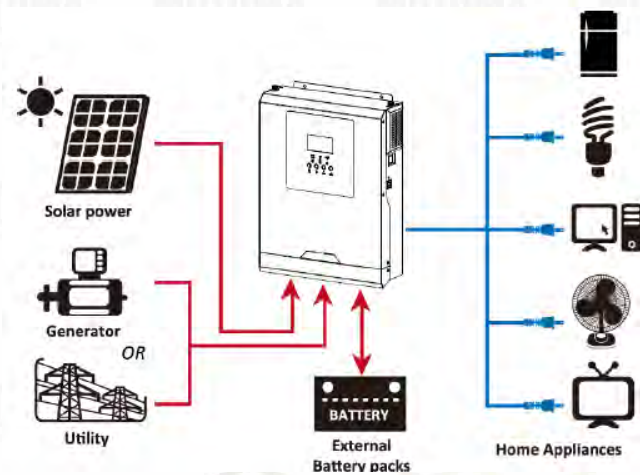 Solar power
Generator
OR
Utility
BATTERY
External
Battery packs
Home Appliances